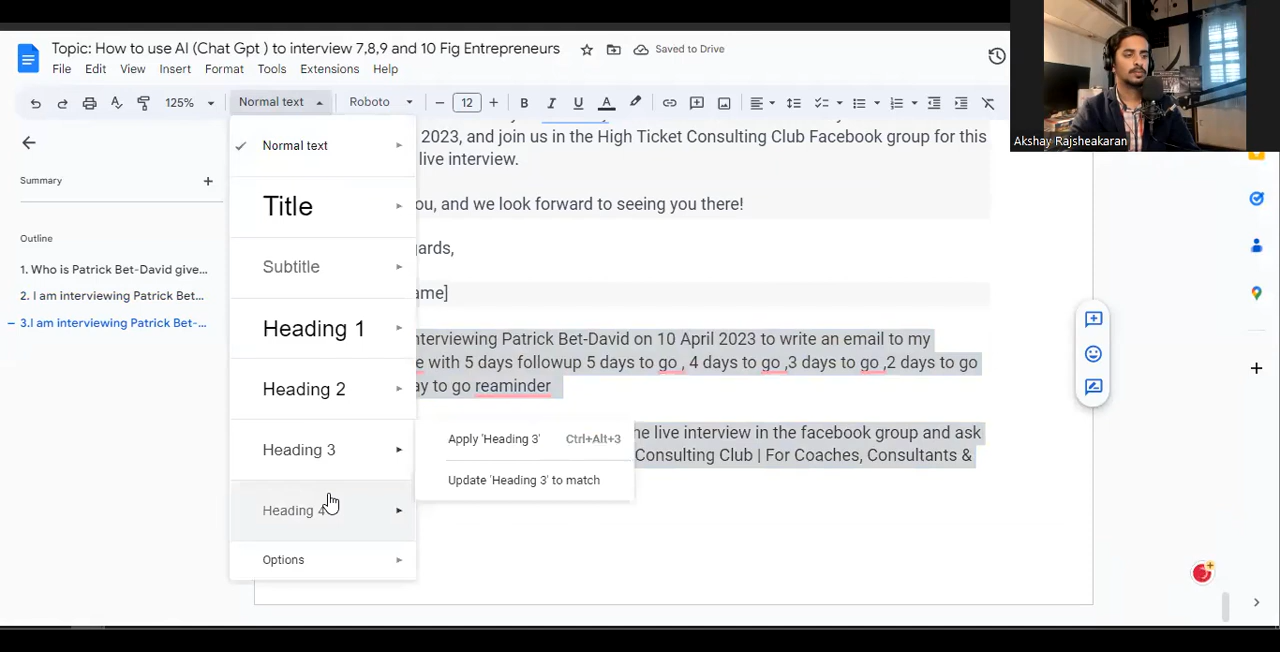 Topic: How to use AI (Chat Gpt ) to interview 7,8,9 and 10 Fig Entrepreneurs
Saved to Drive
File Edit View Insert Format Tools Extensions Help
125% Normal text Roboto 12
Akshay Rajsheakaran
Summary
Outline
1. Who is Patrick Bet-David give...
2. I am interviewing Patrick Bet...
3.I am interviewing Patrick Bet-...
Normal text
Title
Subtitle
Heading 1
Heading 2
Heading 3
Heading 4
Options
Apply 'Heading 3' Ctrl+Alt+3
Update 'Heading 3' to match
2023, and join us in the High Ticket Consulting Club Facebook group for this
live interview.
and we look forward to seeing you there!
Patrick Bet-David on 10 April 2023 to write an email to my
with 5 days followup 5 days to go , 4 days to go ,3 days to go ,2 days to go
to go reaminder
live interview in the facebook group and ask
Consulting Club | For Coaches, Consultants &